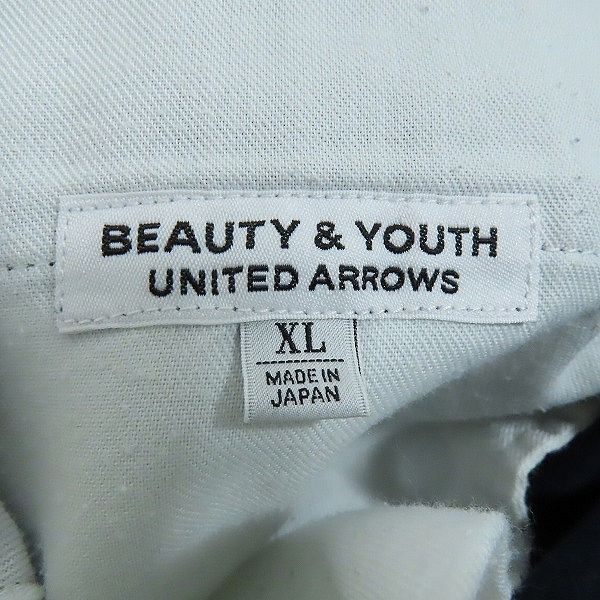 BEAUTY & YOUTH
UNITED ARROWS
XL
MADE IN
JAPAN